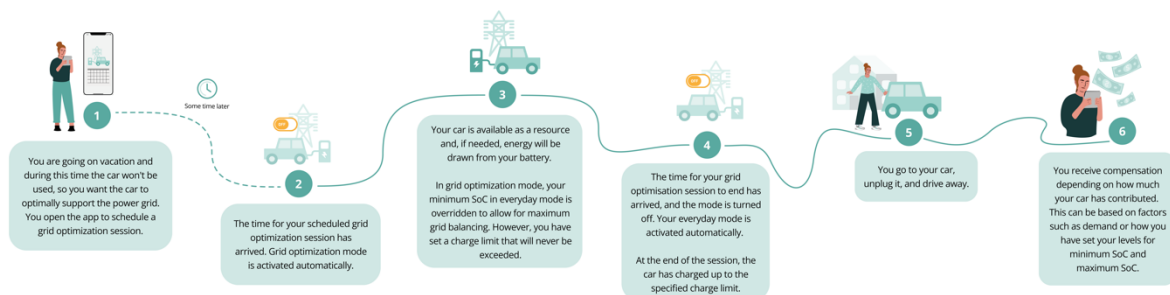 1
You are going on vacation and
during this time the car won't be
used, so you want the car to
optimally support the power grid.
You open the app to schedule a
grid optimization session.
Some time later
2
The time for your scheduled grid
optimization session has
arrived. Grid optimization mode
is activated automatically.
3
Your car is available as a resource
and, if needed, energy will be
drawn from your battery.
In grid optimization mode, your
minimum SoC in everyday mode is
overridden to allow for maximum
grid balancing. However, you have
set a charge limit that will never be
exceeded.
OFF
4
The time for your grid
optimisation session to end has
arrived, and the mode is turned
off. Your everyday mode is
activated automatically.
At the end of the session, the
car has charged up to the
specified charge limit.
5
You go to your car,
unplug it, and drive away.
6
You receive compensation
depending on how much
your car has contributed.
This can be based on factors
such as demand or how you
have set your levels for
minimum SoC and
maximum SoC.